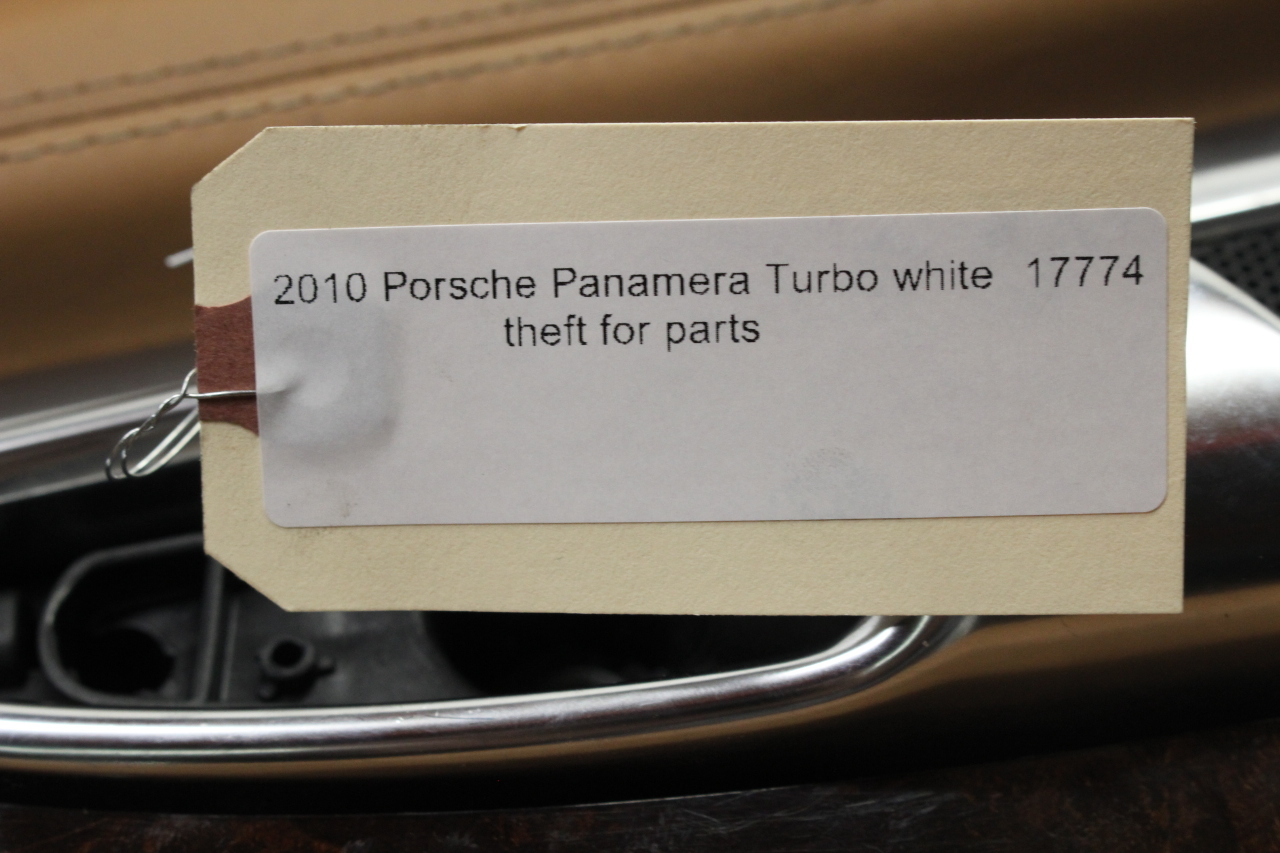 2010 Porsche Panamera Turbo white 17774
theft for parts